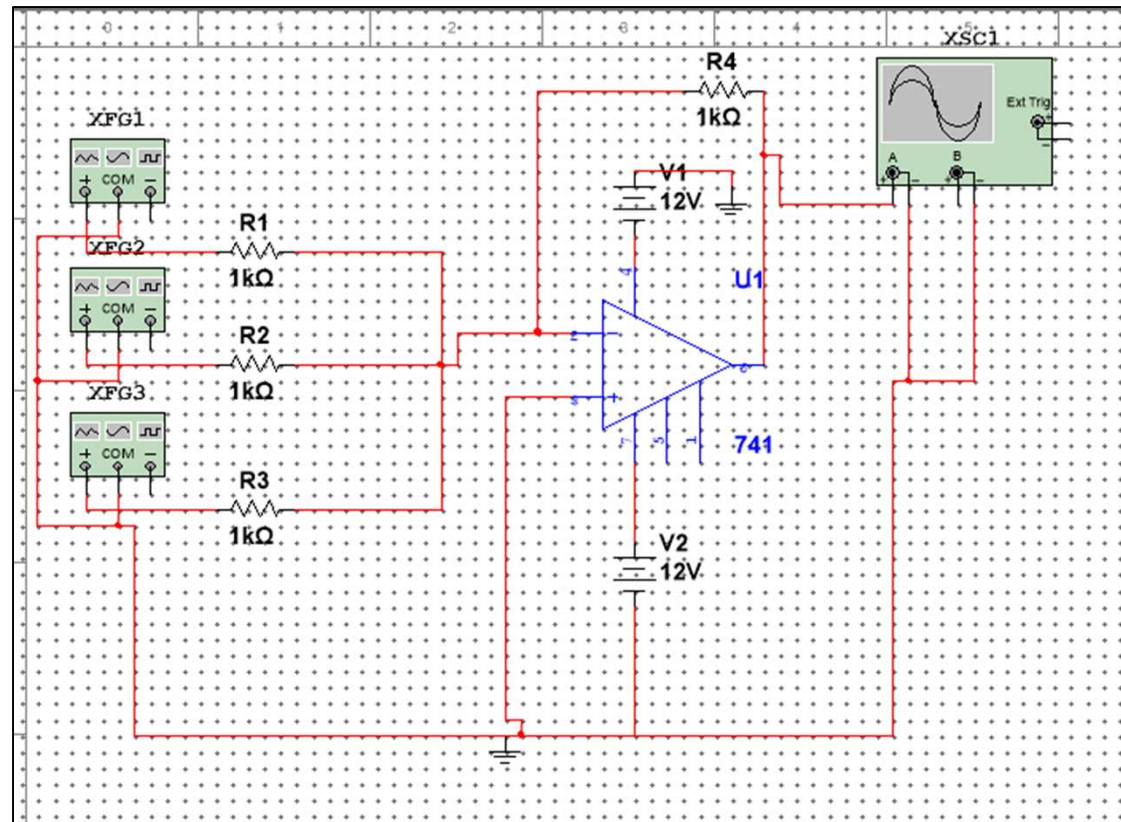 0 1 2 3 4 5
XSC1
R4
1kΩ
Ext Trig
+
−
A
B
+ − + −
XFG1
+ COM −
V1
12V
R1
1kΩ
XFG2
+ COM −
4
U1
R2
1kΩ
2
−
6
XFG3
+ COM −
3
+
7
5
1
741
R3
1kΩ
V2
12V